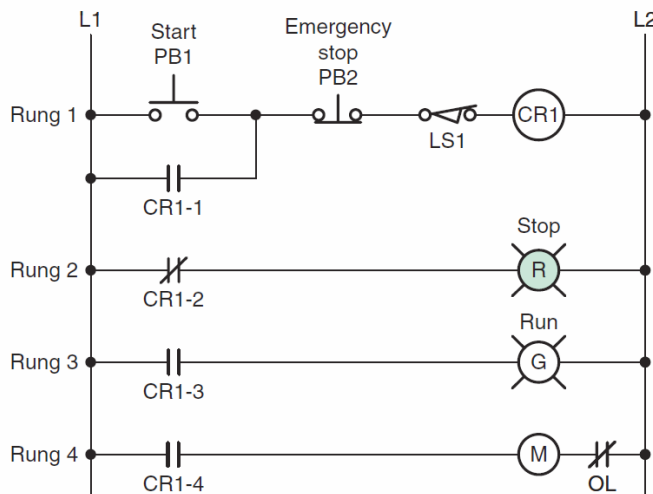 L1
L2
Start
PB1
Emergency
stop
PB2
Rung 1
LS1
CR1
CR1-1
Stop
Rung 2
R
CR1-2
Run
Rung 3
G
CR1-3
Rung 4
M
CR1-4
OL